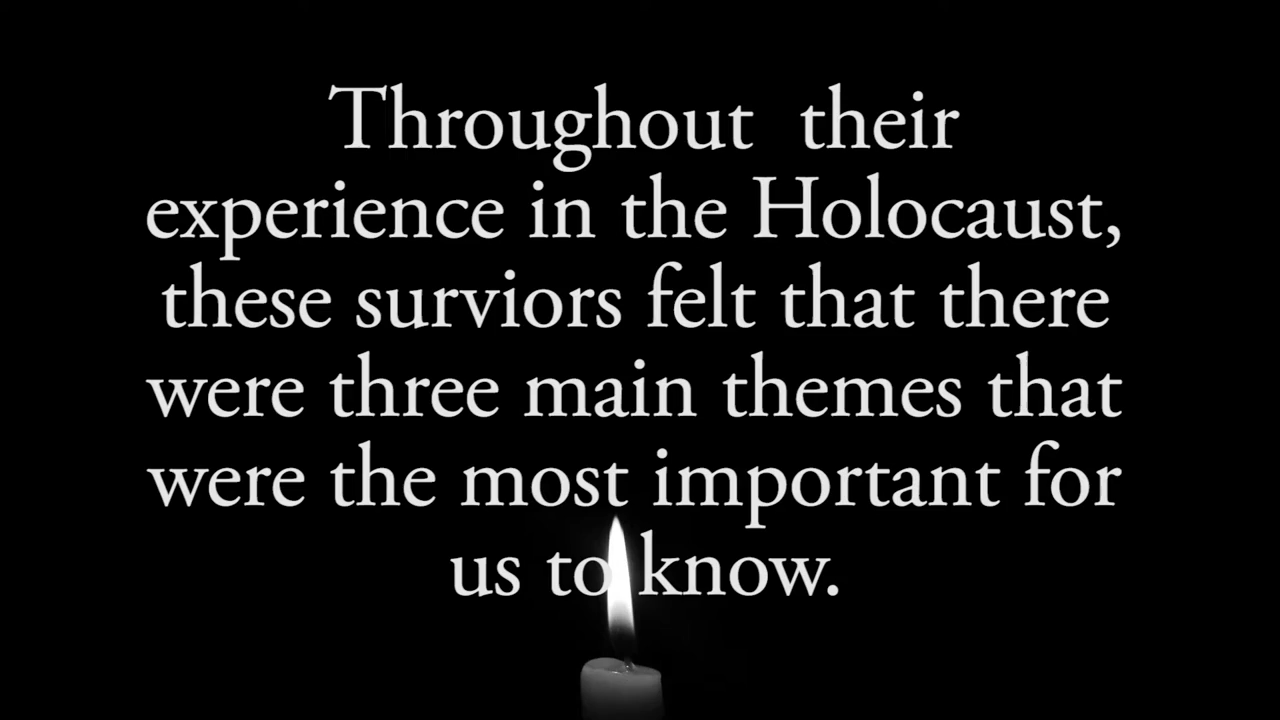 Throughout  their
experience in the Holocaust,
these surviors felt that there
were three main themes that
were the most important for
us to know.